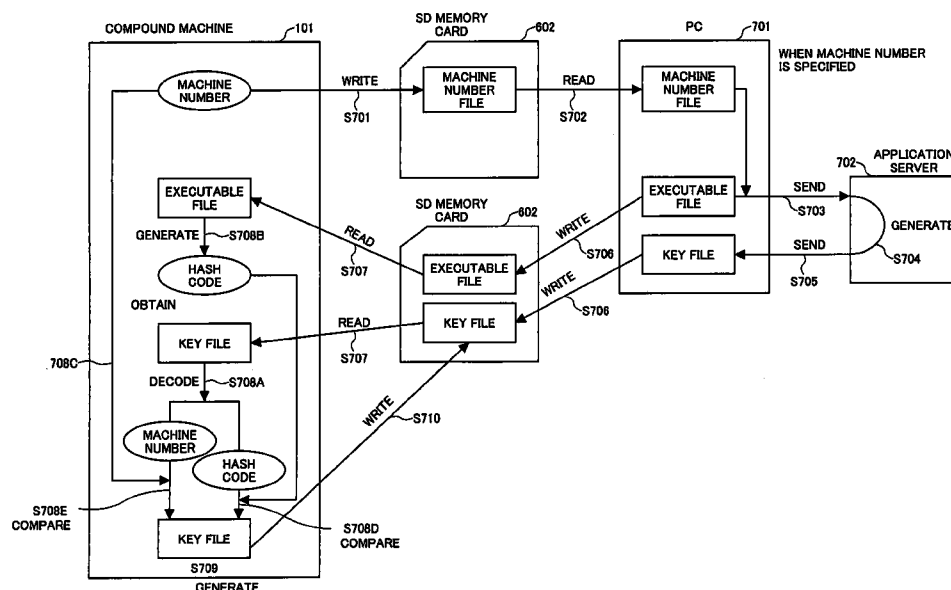 COMPOUND MACHINE
101
MACHINE
NUMBER
WRITE
S701
SD MEMORY
CARD
602
MACHINE
NUMBER
FILE
READ
S702
PC
701
MACHINE
NUMBER
FILE
WHEN MACHINE NUMBER
IS SPECIFIED
702
APPLICATION
SERVER
EXECUTABLE
FILE
GENERATE
S708B
HASH
CODE
OBTAIN
READ
S707
SD MEMORY
CARD
602
EXECUTABLE
FILE
WRITE
S706
EXECUTABLE
FILE
SEND
S703
GENERATE
S704
SEND
S705
KEY FILE
WRITE
S706
KEY FILE
READ
S707
KEY FILE
708C
DECODE
S708A
MACHINE
NUMBER
HASH
CODE
WRITE
S710
S708E
COMPARE
S708D
COMPARE
KEY FILE
S709
GENERATE